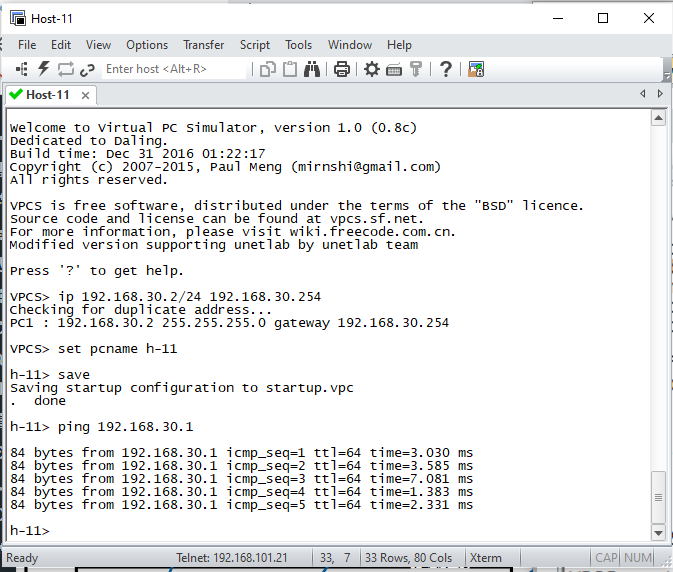 Host-11
File Edit View Options Transfer Script Tools Window Help
Enter host <Alt+R>
Host-11
Welcome to Virtual PC Simulator, version 1.0 (0.8c)
Dedicated to Daling.
Build time: Dec 31 2016 01:22:17
Copyright (c) 2007-2015, Paul Meng (mirnshi@gmail.com)
All rights reserved.
VPCS is free software, distributed under the terms of the "BSD" licence.
Source code and license can be found at vpcs.sf.net.
For more information, please visit wiki.freecode.com.cn.
Modified version supporting unetlab by unetlab team
Press '?' to get help.
VPCS> ip 192.168.30.2/24 192.168.30.254
Checking for duplicate address...
PC1 : 192.168.30.2 255.255.255.0 gateway 192.168.30.254
VPCS> set pcname h-11
h-11> save
Saving startup configuration to startup.vpc
.  done
h-11> ping 192.168.30.1
84 bytes from 192.168.30.1 icmp_seq=1 ttl=64 time=3.030 ms
84 bytes from 192.168.30.1 icmp_seq=2 ttl=64 time=3.585 ms
84 bytes from 192.168.30.1 icmp_seq=3 ttl=64 time=7.081 ms
84 bytes from 192.168.30.1 icmp_seq=4 ttl=64 time=1.383 ms
84 bytes from 192.168.30.1 icmp_seq=5 ttl=64 time=2.331 ms
h-11>
Ready Telnet: 192.168.101.21 33, 7 33 Rows, 80 Cols Xterm CAP NUM